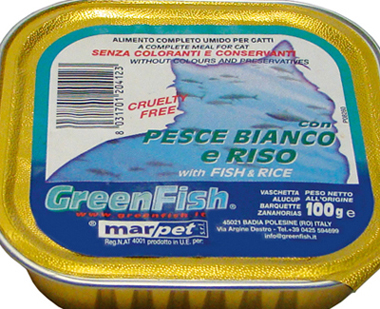 ALIMENTO COMPLETO UMIDO PER GATTI
A COMPLETE MEAL FOR CAT
SENZA COLORANTI E CONSERVANTI
WITHOUT COLOURS AND PRESERVATIVES
CRUELTY
FREE
8 031701 204123
con
PESCE BIANCO
e RISO
with FISH & RICE
GreenFish®
www.greenfish.it
marpet®
Reg.N.AT 4001 prodotto in U.E. per:
VASCHETTA
ALUCUP
BARQUETTE
ZANAHORIAS
PESO NETTO
ALL'ORIGINE
100g e
45021 BADIA POLESINE (RO) ITALY
Via Argine Destro - Tel.+39 0425 594699
info@greenfish.it